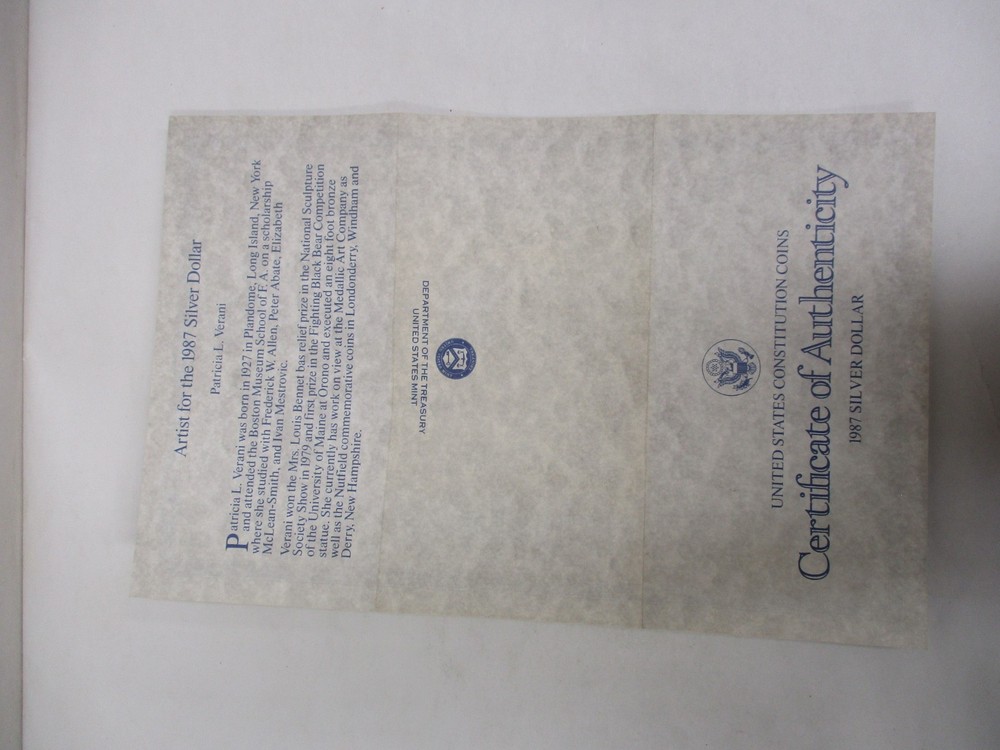 Artist for the 1987 Silver Dollar
Patricia L. Verani
Patricia L. Verani was born in 1927 in Plandome, Long Island, New York
and attended the Boston Museum School of F. A. on a scholarship
where she studied with Frederick W. Allen, Peter Abate, Elizabeth
McLean-Smith, and Ivan Mestrovic.
Verani won the Mrs. Louis Bennet bas relief prize in the National Sculpture
Society Show in 1979 and first prize in the Fighting Black Bear Competition
of the University of Maine at Orono and executed an eight foot bronze
statue. She currently has work on view at the Medallic Art Company as
well as the Nutfield commemorative coins in Londonderry, Windham and
Derry, New Hampshire.
DEPARTMENT OF THE TREASURY
UNITED STATES MINT
UNITED STATES CONSTITUTION COINS
Certificate of Authenticity
1987 SILVER DOLLAR